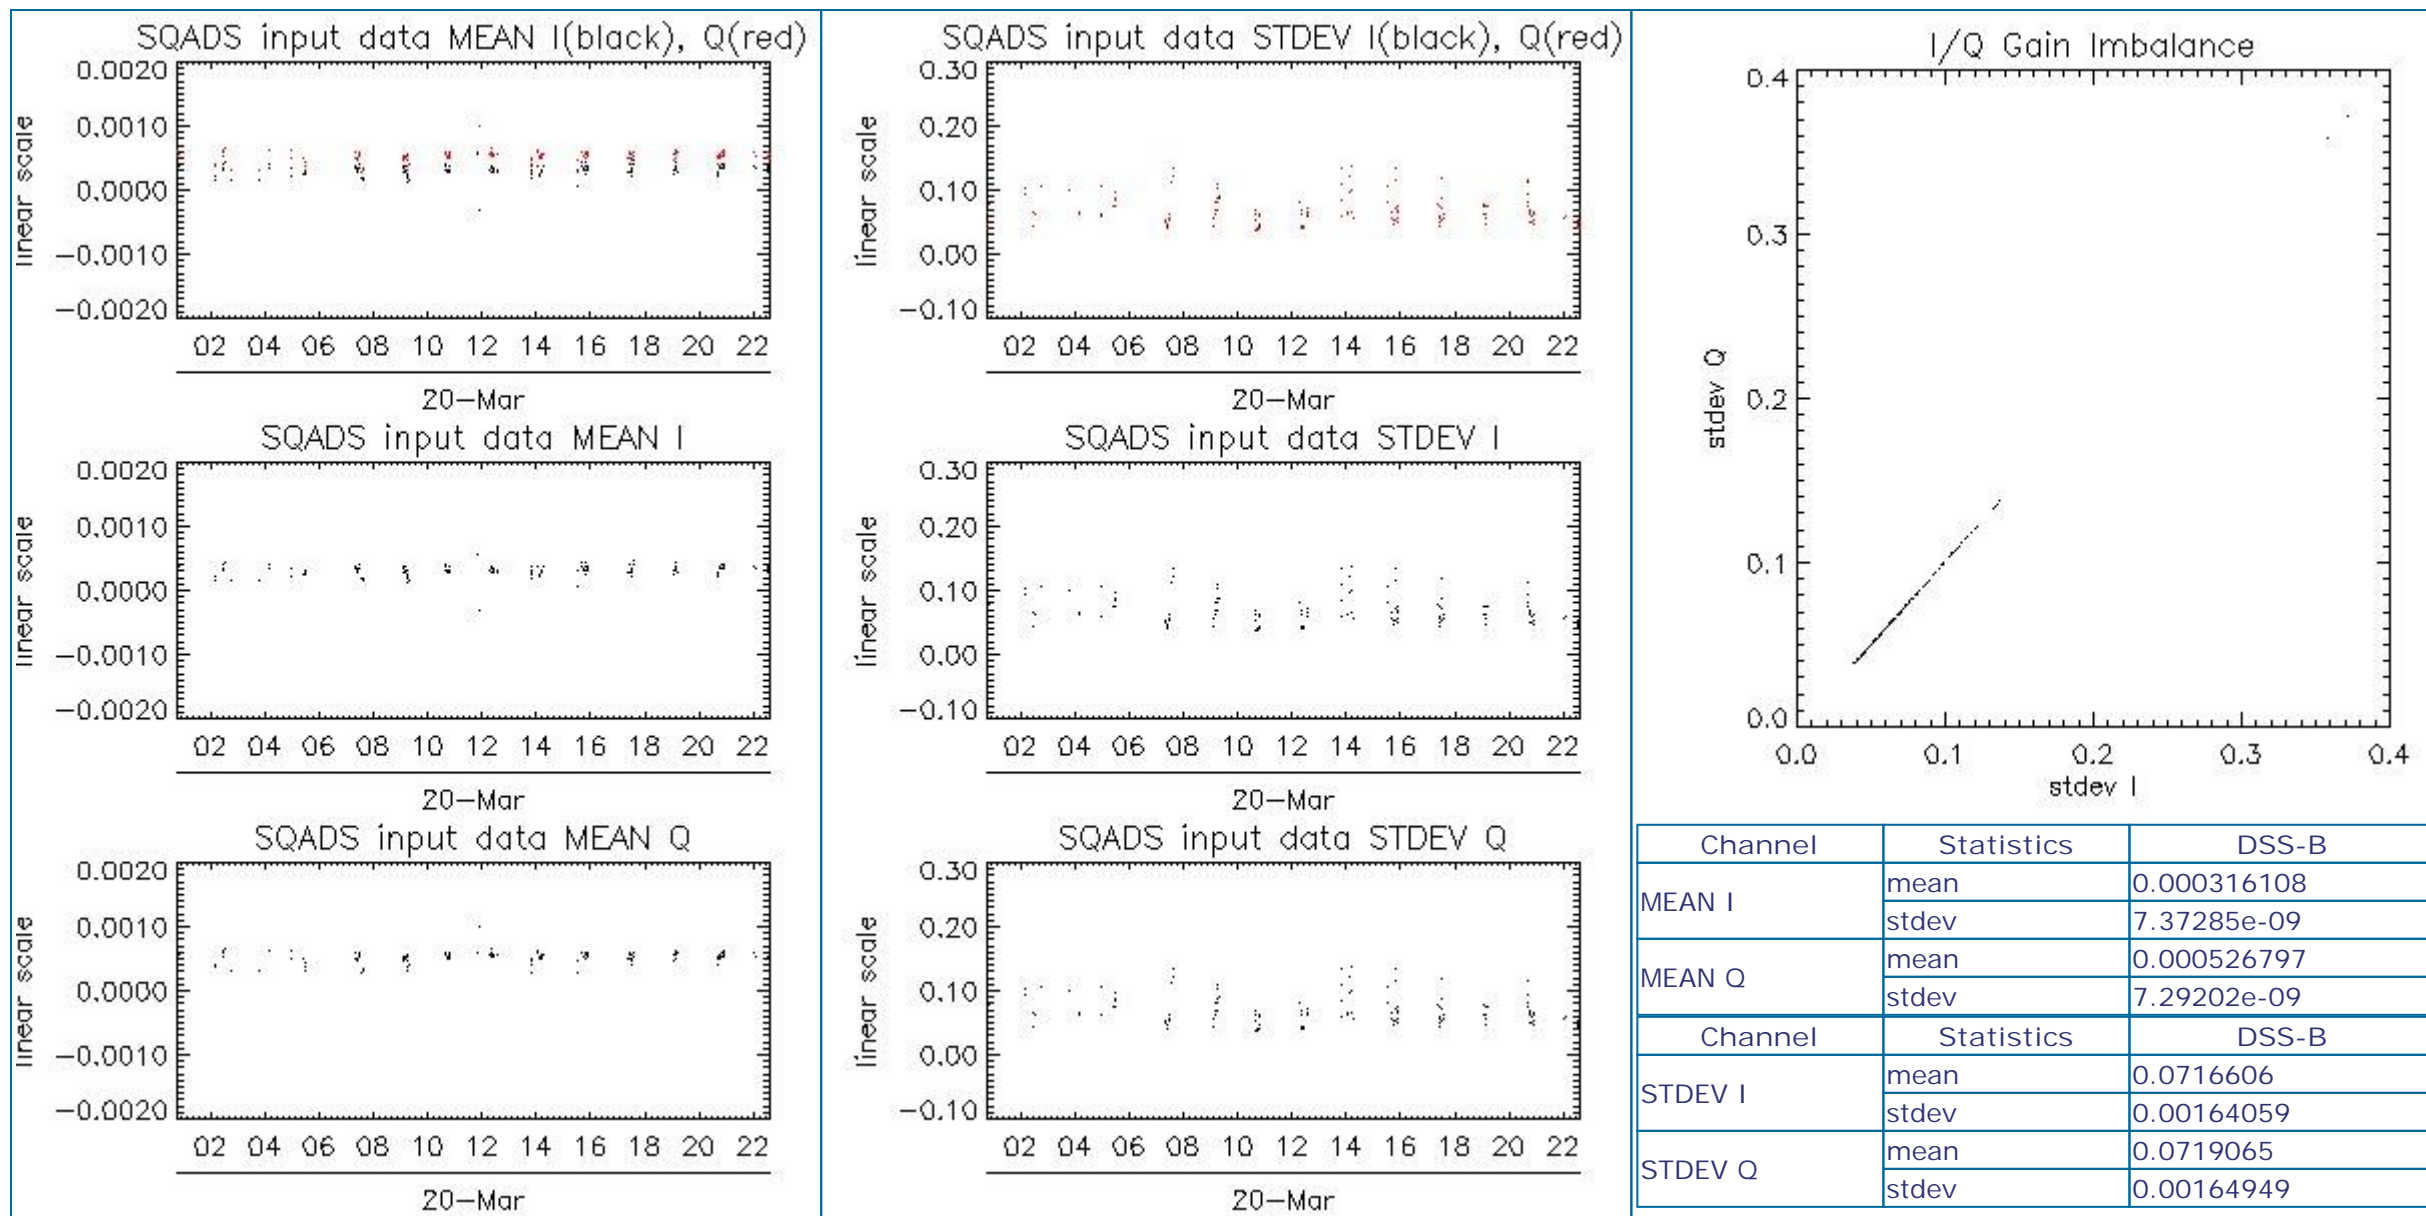 SQADS input data MEAN I(black), Q(red)
0.0020
0.0010
0.0000
−0.0010
−0.0020
linear scale
02 04 06 08 10 12 14 16 18 20 22
20−Mar
SQADS input data MEAN I
0.0020
0.0010
0.0000
−0.0010
−0.0020
linear scale
02 04 06 08 10 12 14 16 18 20 22
20−Mar
SQADS input data MEAN Q
0.0020
0.0010
0.0000
−0.0010
−0.0020
linear scale
02 04 06 08 10 12 14 16 18 20 22
20−Mar
SQADS input data STDEV I(black), Q(red)
0.30
0.20
0.10
0.00
−0.10
linear scale
02 04 06 08 10 12 14 16 18 20 22
20−Mar
SQADS input data STDEV I
0.30
0.20
0.10
0.00
−0.10
linear scale
02 04 06 08 10 12 14 16 18 20 22
20−Mar
SQADS input data STDEV Q
0.30
0.20
0.10
0.00
−0.10
linear scale
02 04 06 08 10 12 14 16 18 20 22
20−Mar
I/Q Gain Imbalance
0.4
0.3
0.2
0.1
0.0
stdev Q
0.0 0.1 0.2 0.3 0.4
stdev I
Channel Statistics DSS-B
MEAN I mean 0.000316108
stdev 7.37285e-09
MEAN Q mean 0.000526797
stdev 7.29202e-09
Channel Statistics DSS-B
STDEV I mean 0.0716606
stdev 0.00164059
STDEV Q mean 0.0719065
stdev 0.00164949